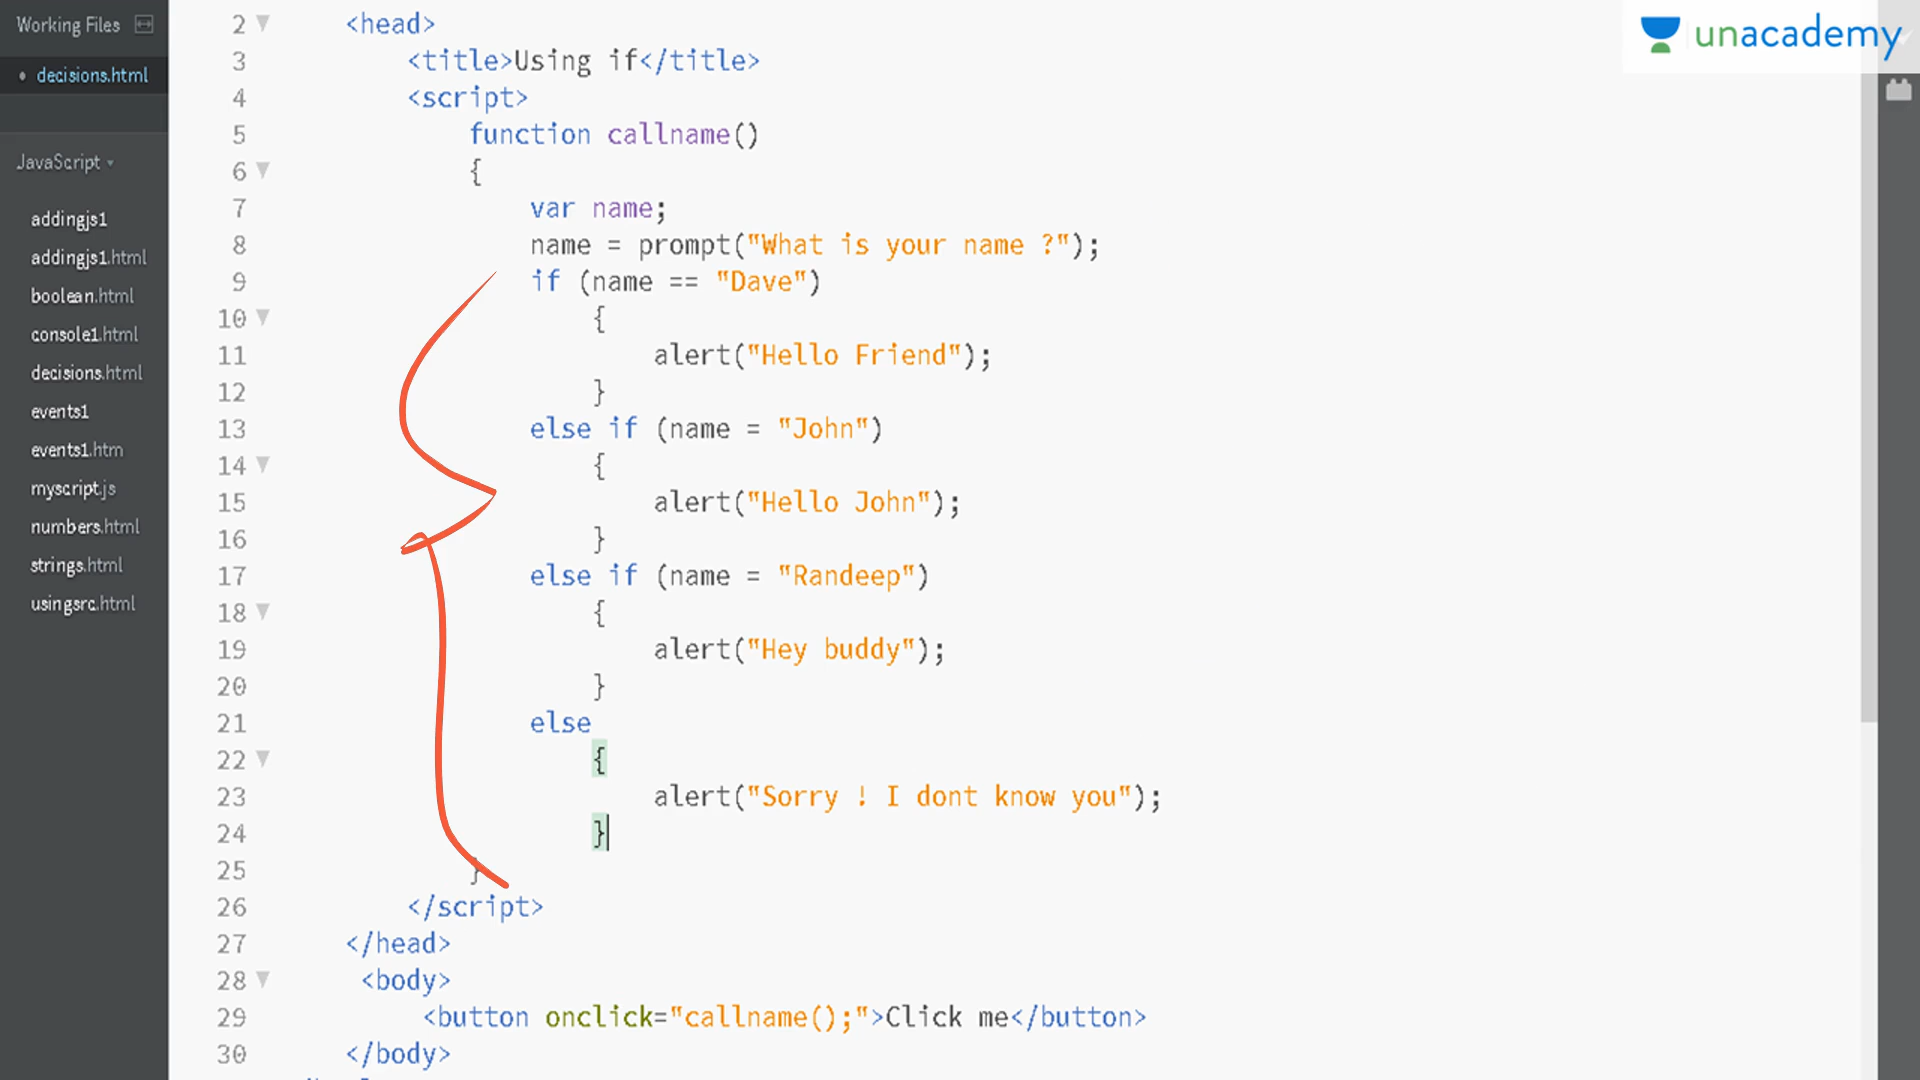 Working Files
decisions.html
JavaScript
addingjs1
addingjs1.html
boolean.html
console1.html
decisions.html
events1
events1.htm
myscript.js
numbers.html
strings.html
usingsrc.html
unacademy
2 <head>
3 <title>Using if</title>
4 <script>
5 function callname()
6 {
7 var name;
8 name = prompt("What is your name ?");
9 if (name == "Dave")
10 {
11 alert("Hello Friend");
12 }
13 else if (name = "John")
14 {
15 alert("Hello John");
16 }
17 else if (name = "Randeep")
18 {
19 alert("Hey buddy");
20 }
21 else
22 {
23 alert("Sorry ! I dont know you");
24 }
25 }
26 </script>
27 </head>
28 <body>
29 <button onclick="callname();">Click me</button>
30 </body>